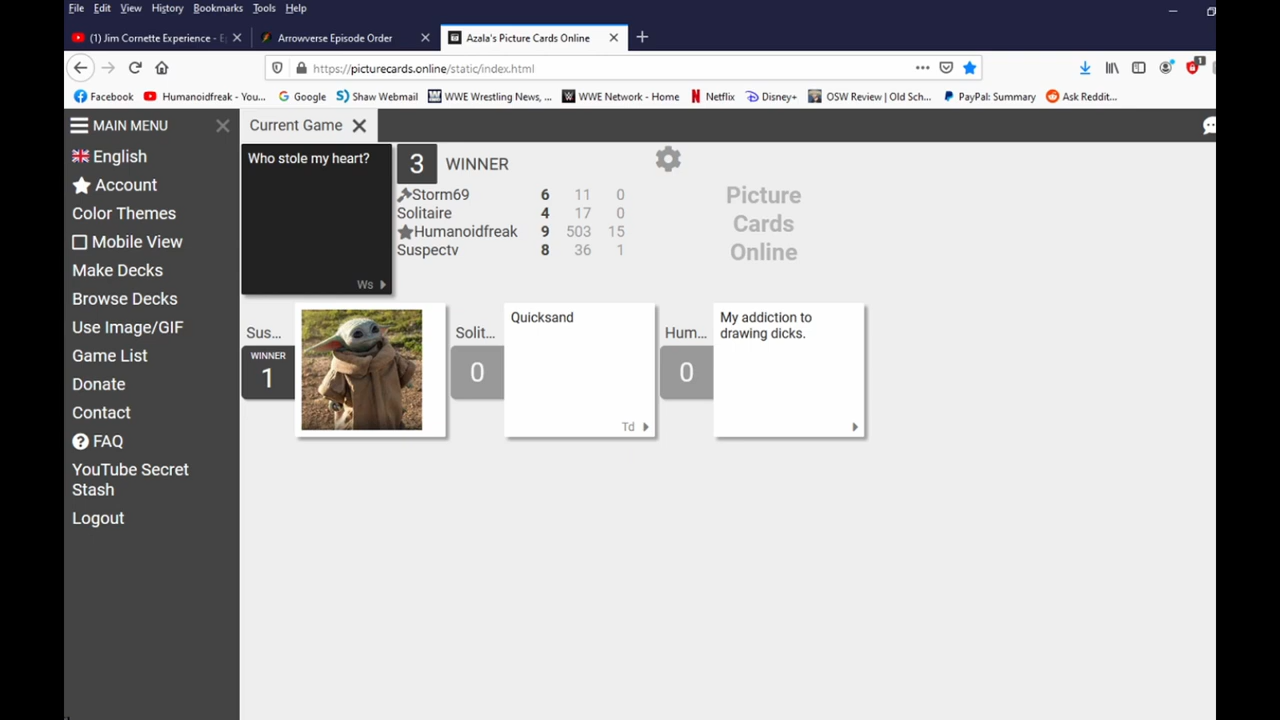 File Edit View History Bookmarks Tools Help
(1) Jim Cornette Experience - E
Arrowverse Episode Order
Azala's Picture Cards Online
https://picturecards.online/static/index.html
1
Facebook Humanoidfreak - You... Google Shaw Webmail WWE Wrestling News, ... WWE Network - Home Netflix Disney+ OSW Review | Old Sch... PayPal: Summary Ask Reddit...
MAIN MENU
Current Game
English
Account
Color Themes
Mobile View
Make Decks
Browse Decks
Use Image/GIF
Game List
Donate
Contact
FAQ
YouTube Secret
Stash
Logout
Who stole my heart?
Ws
3 WINNER
Storm69 6 11 0
Solitaire 4 17 0
Humanoidfreak 9 503 15
Suspectv 8 36 1
Picture
Cards
Online
Sus...
WINNER
1
Solit...
0
Quicksand
Td
Hum...
0
My addiction to
drawing dicks.